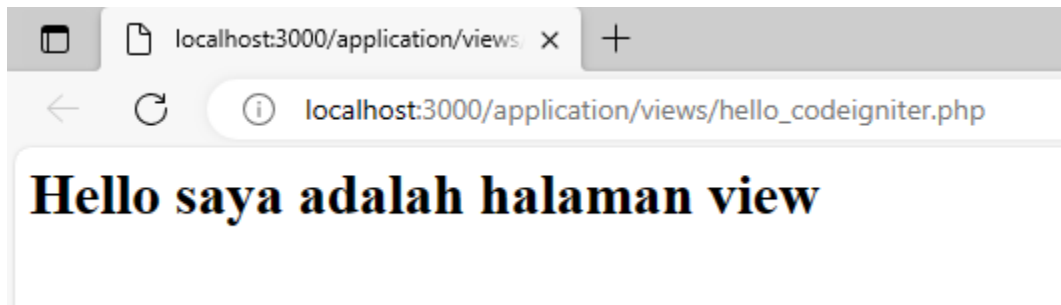 localhost:3000/application/views/
localhost:3000/application/views/hello_codeigniter.php
Hello saya adalah halaman view